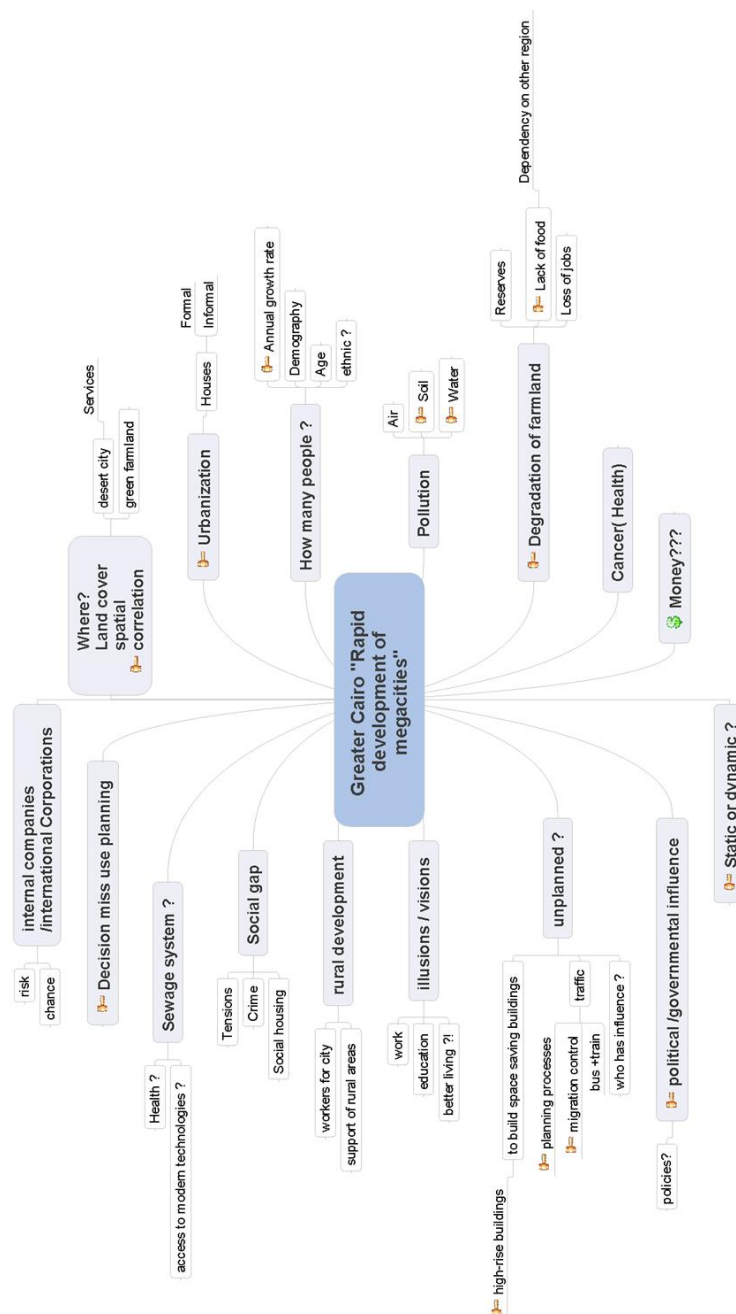 Greater Cairo "Rapid
development of
megacities"
Where?
Land cover
spatial
correlation
desert city
Services
green farmland
Urbanization
Houses
Formal
Informal
How many people ?
Annual growth rate
Demography
Age
ethnic ?
Pollution
Air
Soil
Water
Degradation of farmland
Reserves
Lack of food
Dependency on other region
Loss of jobs
Cancer( Health)
Money???
Static or dynamic ?
internal companies
/international Corporations
risk
chance
Decision miss use planning
Sewage system ?
Health ?
access to modern technologies ?
Social gap
Tensions
Crime
Social housing
rural development
workers for city
support of rural areas
illusions / visions
work
education
better living ?!
unplanned ?
to build space saving buildings
high-rise buildings
planning processes
migration control
traffic
bus +train
who has influence ?
political /governmental influence
policies?